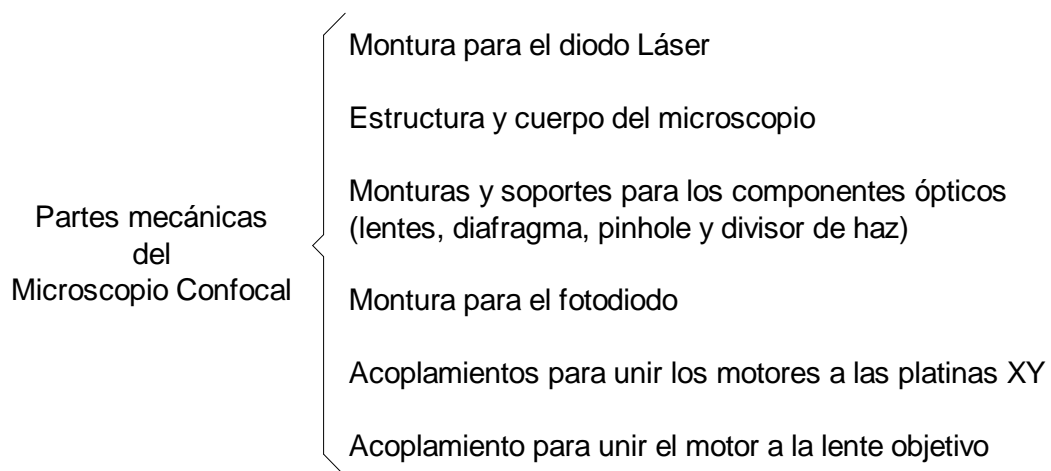 Partes mecánicas
del
Microscopio Confocal
Montura para el diodo Láser
Estructura y cuerpo del microscopio
Monturas y soportes para los componentes ópticos
(lentes, diafragma, pinhole y divisor de haz)
Montura para el fotodiodo
Acoplamientos para unir los motores a las platinas XY
Acoplamiento para unir el motor a la lente objetivo